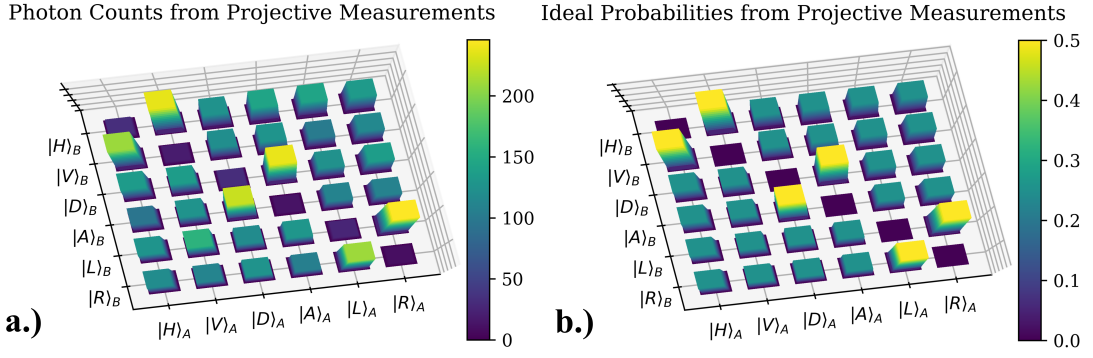 Photon Counts from Projective Measurements
|H⟩B
|V⟩B
|D⟩B
|A⟩B
|L⟩B
|R⟩B
|H⟩A
|V⟩A
|D⟩A
|A⟩A
|L⟩A
|R⟩A
200
150
100
50
0
a.)
Ideal Probabilities from Projective Measurements
|H⟩B
|V⟩B
|D⟩B
|A⟩B
|L⟩B
|R⟩B
|H⟩A
|V⟩A
|D⟩A
|A⟩A
|L⟩A
|R⟩A
0.5
0.4
0.3
0.2
0.1
0.0
b.)